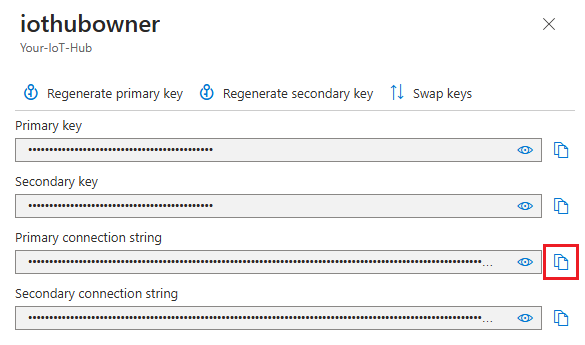 iothubowner
Your-IoT-Hub
Regenerate primary key Regenerate secondary key Swap keys
Primary key
Secondary key
Primary connection string
...
Secondary connection string
...